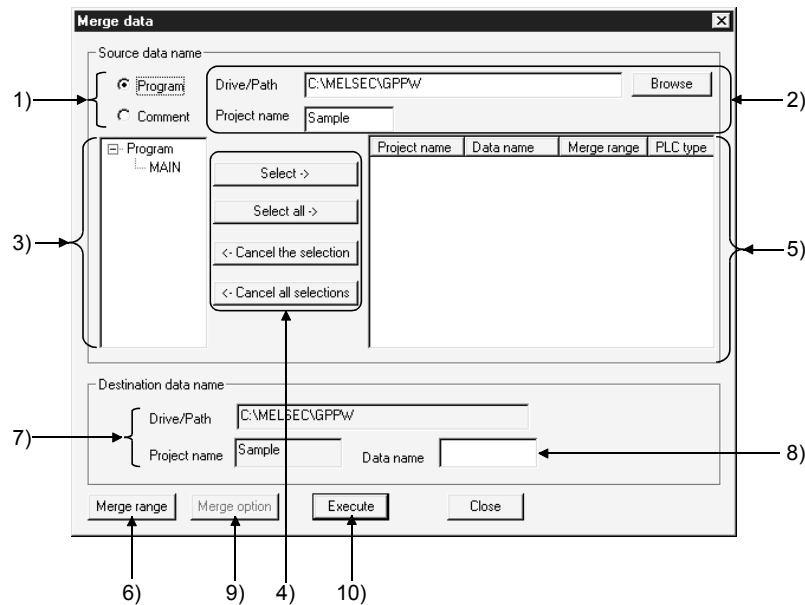 Merge data
Source data name
1) Program Drive/Path C:\MELSEC\GPPW Browse 2)
Comment Project name Sample
Program Project name Data name Merge range PLC type
MAIN Select ->
Select all ->
3) <- Cancel the selection 5)
<- Cancel all selections
Destination data name
Drive/Path C:\MELSEC\GPPW
7) Project name Sample Data name 8)
Merge range Merge option Execute Close
6) 9) 4) 10)